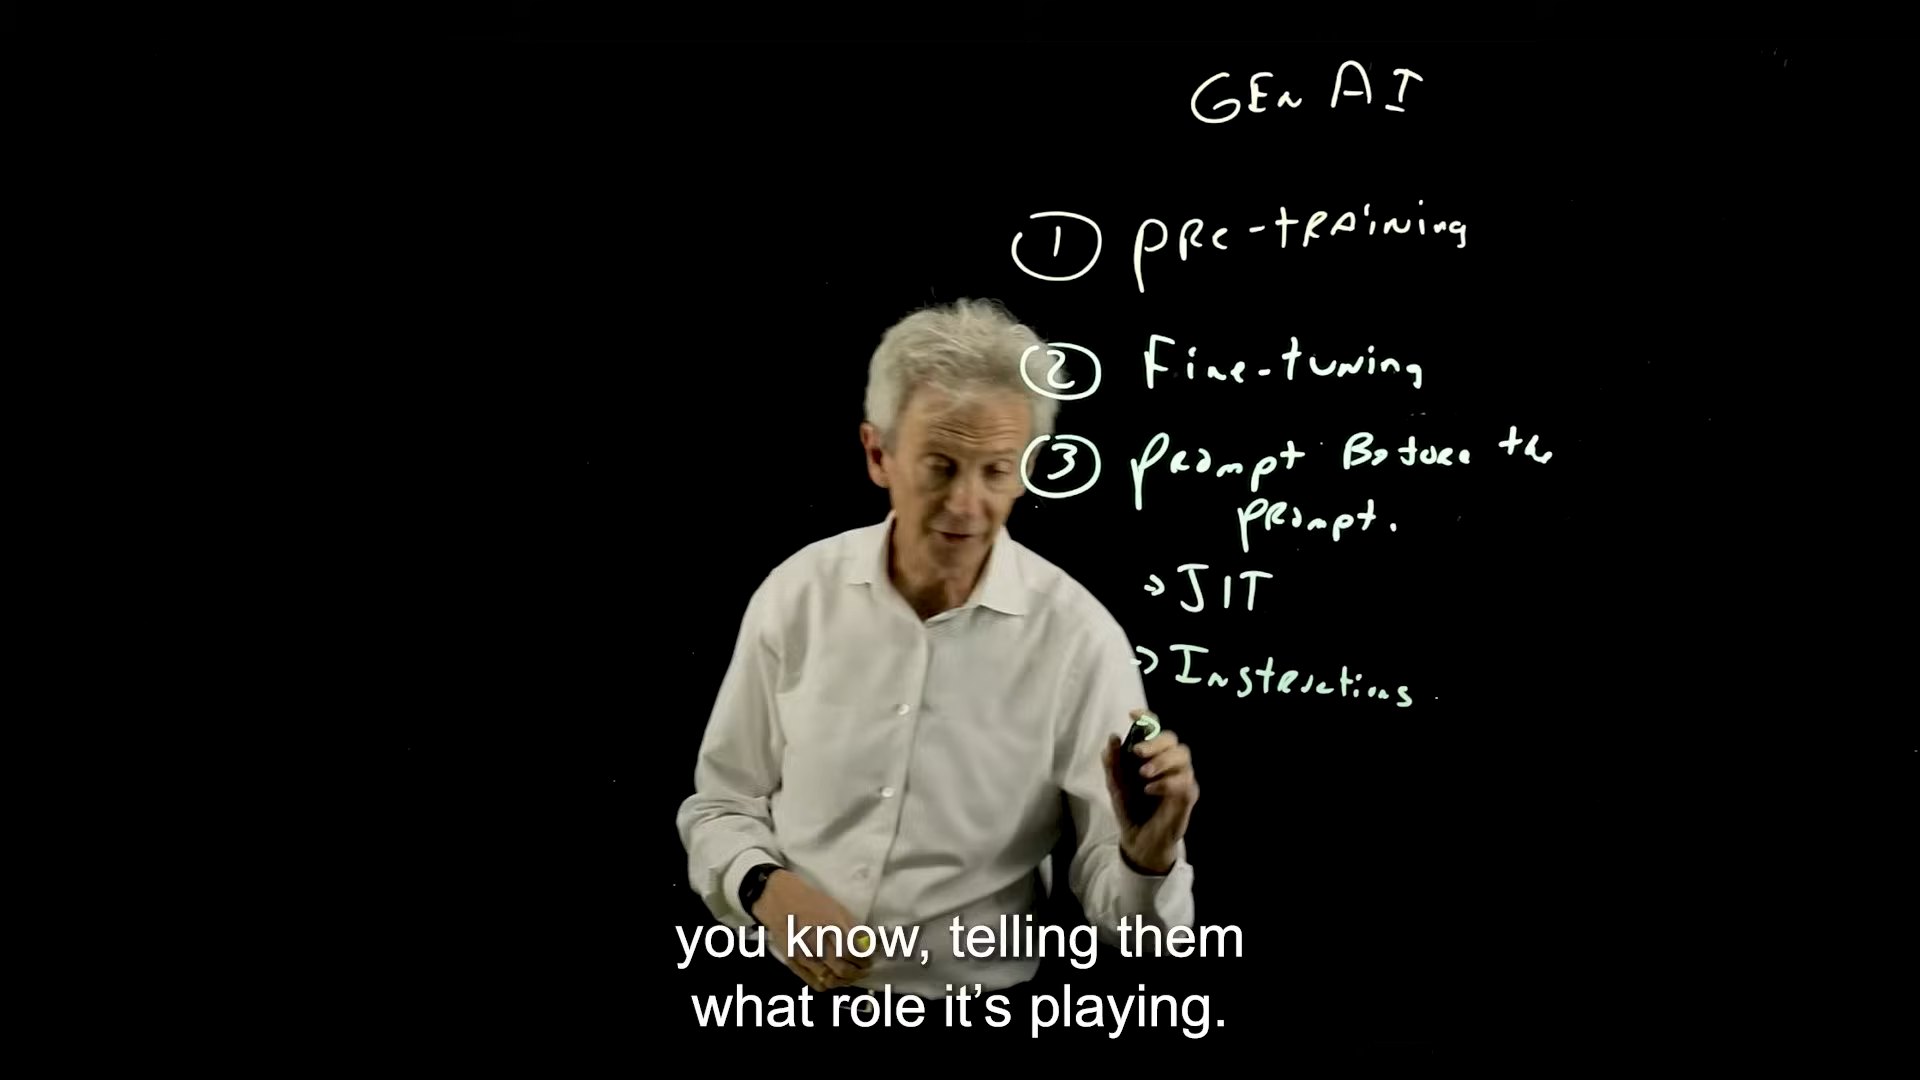 GEn AI
① PRe-tRAining
② Fine-tuning
③ pRompt Before the
pRompt.
→ JIT
→ InstRuctions
you know, telling them
what role it's playing.